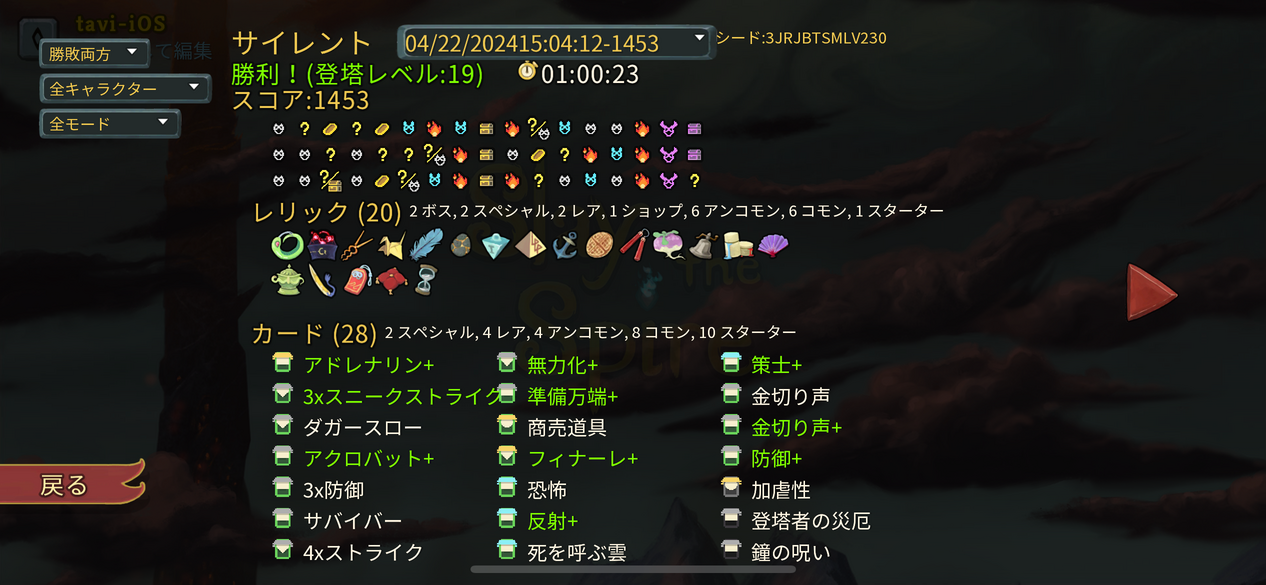 tavi-iOS
勝敗両方
て編集
サイレント
04/22/202415:04:12-1453
シード:3JRJBTSMLV230
全キャラクター
勝利！(登塔レベル:19)
01:00:23
スコア:1453
全モード
レリック (20) 2 ボス, 2 スペシャル, 2 レア, 1 ショップ, 6 アンコモン, 6 コモン, 1 スターター
カード (28) 2 スペシャル, 4 レア, 4 アンコモン, 8 コモン, 10 スターター
アドレナリン+ 無力化+ 策士+
3xスニークストライク 準備万端+ 金切り声
ダガースロー 商売道具 金切り声+
アクロバット+ フィナーレ+ 防御+
戻る
3x防御 恐怖 加虐性
サバイバー 反射+ 登塔者の災厄
4xストライク 死を呼ぶ雲 鐘の呪い